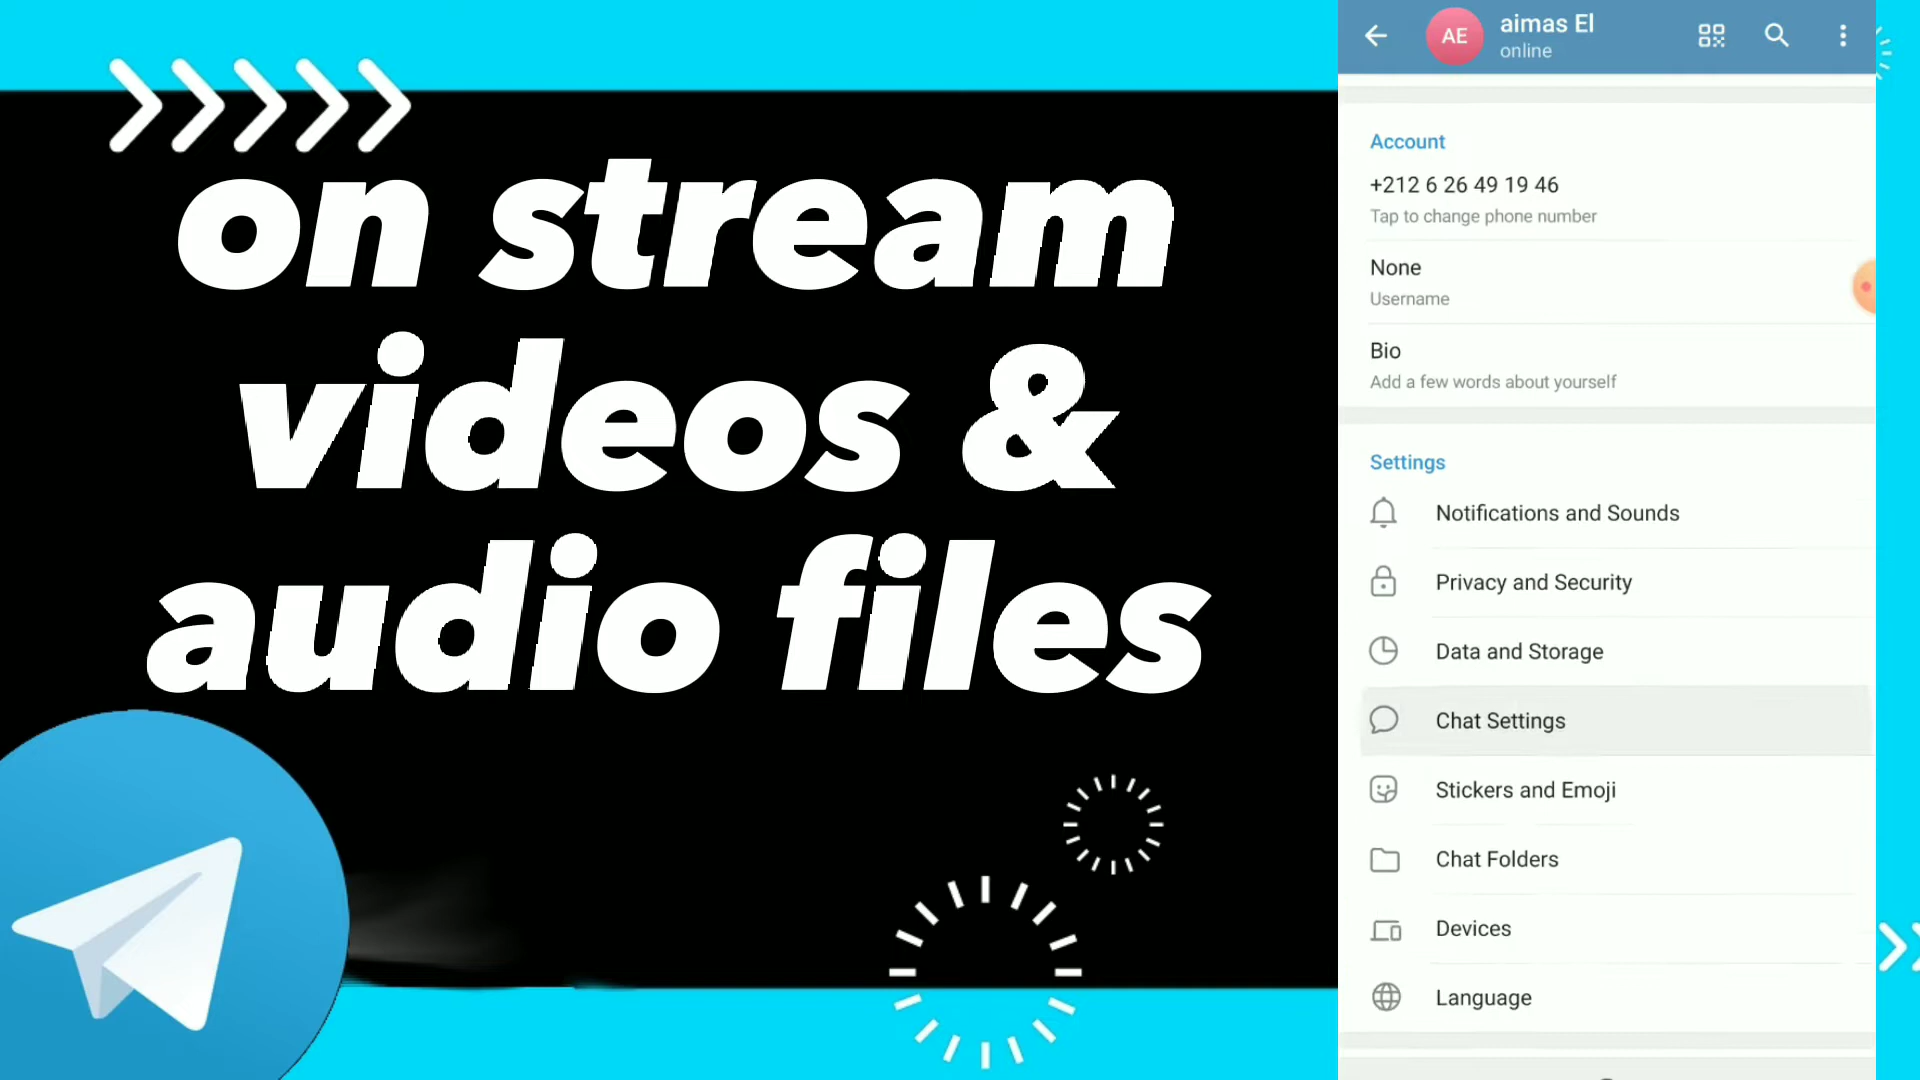 on stream
videos &
audio files
AE
aimas El
online
Account
+212 6 26 49 19 46
Tap to change phone number
None
Username
Bio
Add a few words about yourself
Settings
Notifications and Sounds
Privacy and Security
Data and Storage
Chat Settings
Stickers and Emoji
Chat Folders
Devices
Language